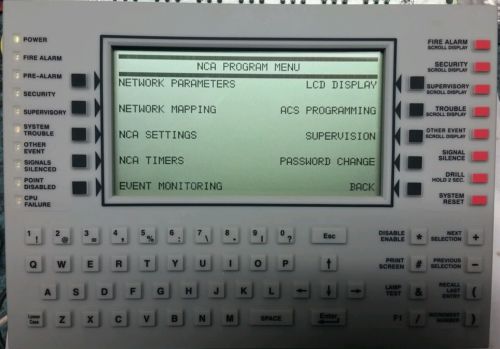 POWER
FIRE ALARM
PRE-ALARM
SECURITY
SUPERVISORY
SYSTEM TROUBLE
OTHER EVENT
SIGNALS SILENCED
POINT DISABLED
CPU FAILURE
NCA PROGRAM MENU
NETWORK PARAMETERS LCD DISPLAY
NETWORK MAPPING ACS PROGRAMMING
NCA SETTINGS SUPERVISION
NCA TIMERS PASSWORD CHANGE
EVENT MONITORING BACK
FIRE ALARM
SCROLL DISPLAY
SECURITY
SCROLL DISPLAY
SUPERVISORY
SCROLL DISPLAY
TROUBLE
SCROLL DISPLAY
OTHER EVENT
SCROLL DISPLAY
SIGNAL
SILENCE
DRILL
HOLD 2 SEC.
SYSTEM
RESET
1 ! 2 @ 3 = 4 , 5 % 6 : 7 \ 8 9 0 ? Esc
DISABLE ENABLE * NEXT SELECTION +
Q W E R T Y U I O P ↑
PRINT SCREEN # PREVIOUS SELECTION −
A S D F G H J K L ← ↓ →
LAMP TEST & RECALL LAST ENTRY (
Lower Case Z X C V B N M SPACE Enter
F1 / INCREMENT NUMBER )